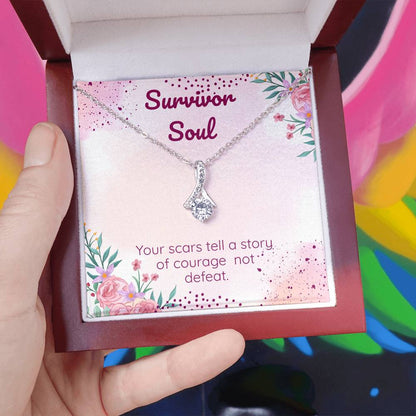 Survivor
Soul
Your scars tell a story
of courage not
defeat.